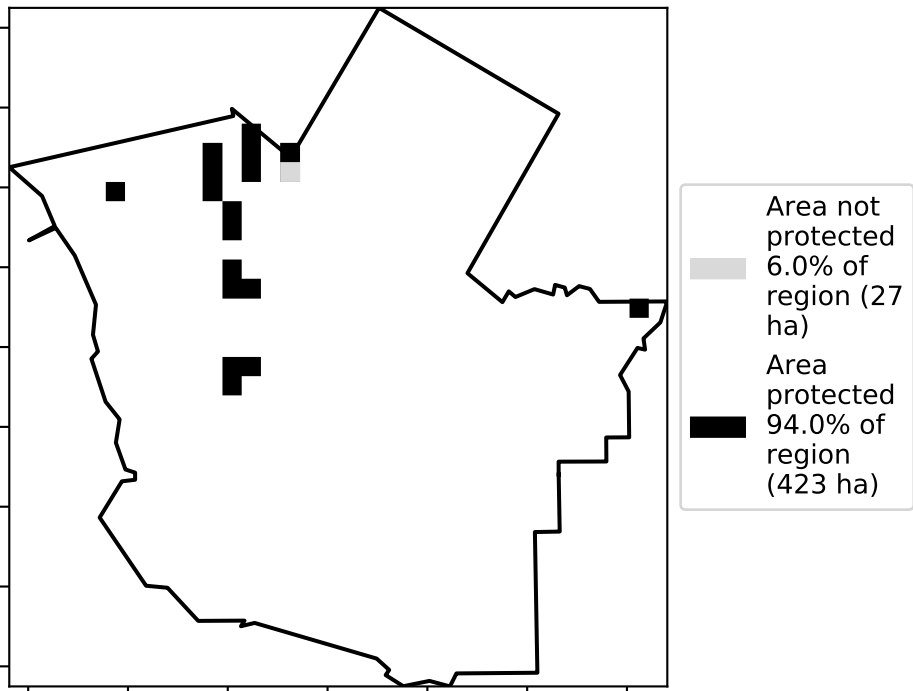 Area not
protected
6.0% of
region (27
ha)
Area
protected
94.0% of
region
(423 ha)